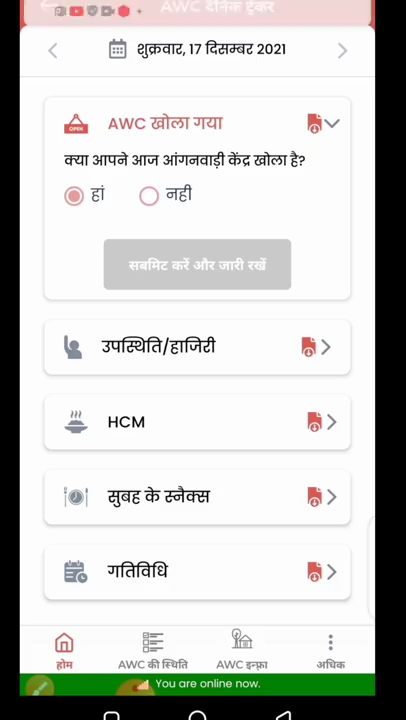 AWC दैनिक ट्रैकर
शुक्रवार, 17 दिसम्बर 2021
OPEN
AWC खोला गया
क्या आपने आज आंगनवाड़ी केंद्र खोला है?
हां
नही
सबमिट करें और जारी रखें
उपस्थिति/हाजिरी
HCM
सुबह के स्नैक्स
गतिविधि
होम
AWC की स्थिति
AWC इन्फ्रा
अधिक
You are online now.